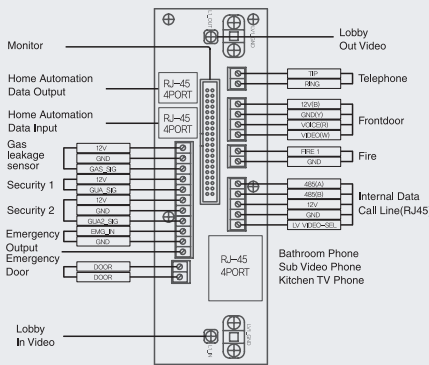 Monitor
Home Automation
Data Output
Home Automation
Data Input
Gas
leakage
sensor
Security 1
Security 2
Emergency
Output
Emergency
Door
Lobby
In Video
12V
GND
GAS_SIG
12V
GUA_SIG
12V
GND
GUA2_SIG
EMG_IN
GND
DOOR
DOOR
RJ-45
4PORT
RJ-45
4PORT
RJ-45
4PORT
Lobby
Out Video
TIP
RING
Telephone
12V(B)
GND(Y)
VOICE(R)
VIDEO(W)
Frontdoor
FIRE 1
GND
Fire
485(A)
485(B)
12V
GND
LV VIDEO-SEL
Internal Data
Call Line(RJ45
Bathroom Phone
Sub Video Phone
Kitchen TV Phone